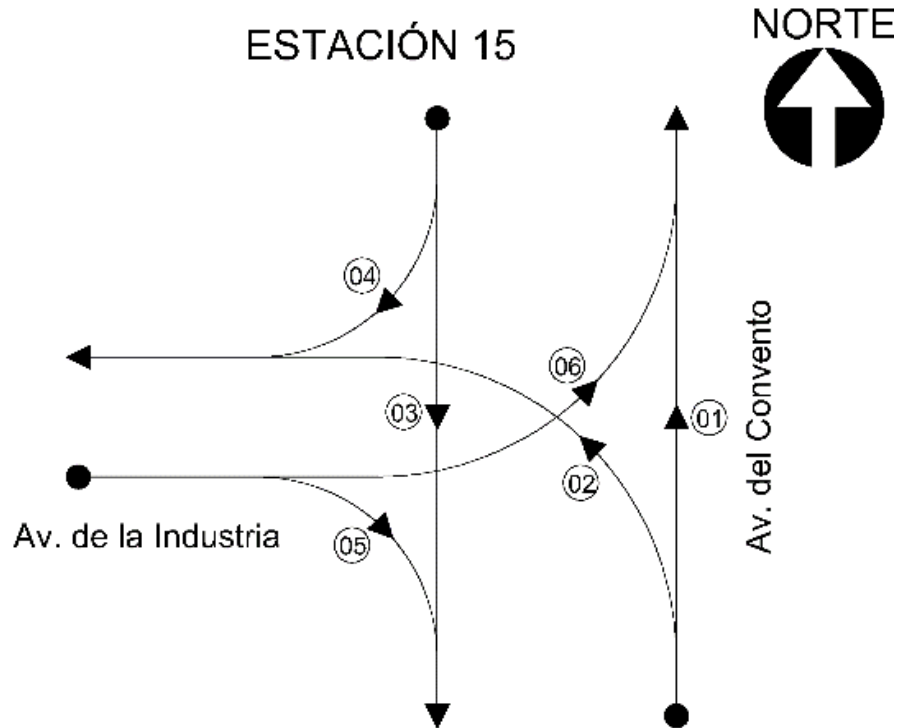 NORTE
ESTACIÓN 15
04
06
03
01
02
05
Av. de la Industria
Av. del Convento